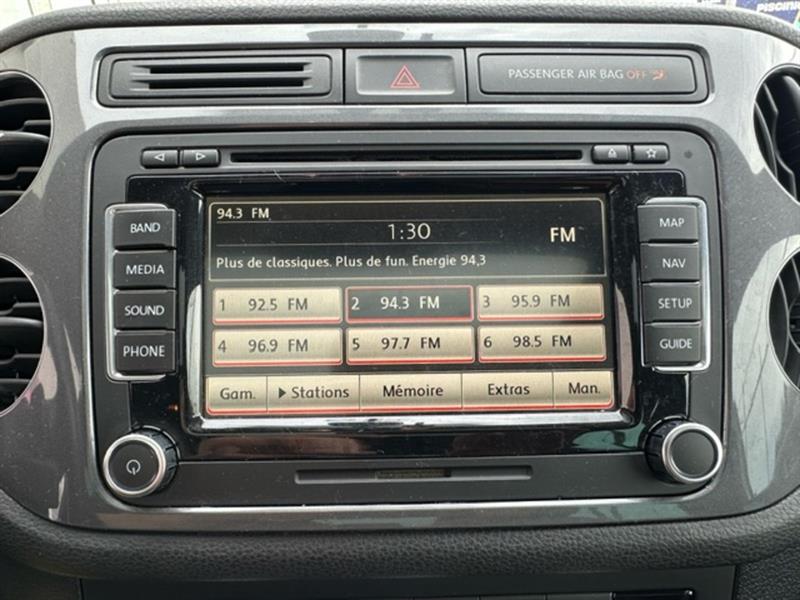 PISCINI
PASSENGER AIR BAG OFF
BAND
MEDIA
SOUND
PHONE
94.3 FM
1:30
FM
Plus de classiques. Plus de fun. Energie 94,3
1 92.5 FM
2 94.3 FM
3 95.9 FM
4 96.9 FM
5 97.7 FM
6 98.5 FM
Gam.
Stations
Mémoire
Extras
Man.
MAP
NAV
SETUP
GUIDE